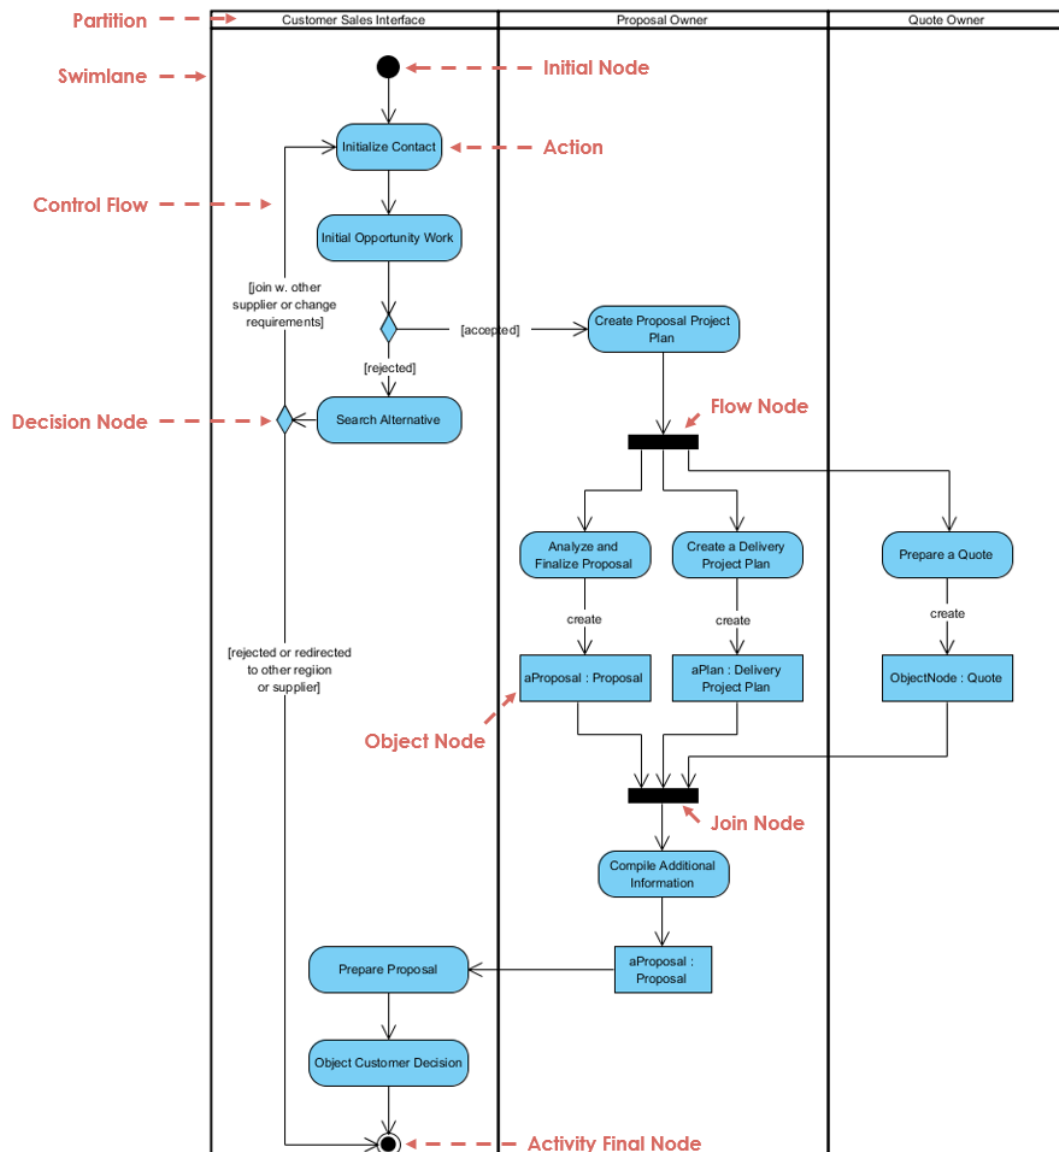 Partition
Customer Sales Interface
Proposal Owner
Quote Owner
Swimlane
Initial Node
Initialize Contact
Action
Control Flow
Initial Opportunity Work
[join w. other
supplier or change
requirements]
[accepted]
Create Proposal Project
Plan
[rejected]
Decision Node
Search Alternative
Flow Node
Analyze and
Finalize Proposal
Create a Delivery
Project Plan
Prepare a Quote
create
create
create
[rejected or redirected
to other regiion
or supplier]
aProposal : Proposal
aPlan : Delivery
Project Plan
ObjectNode : Quote
Object Node
Join Node
Compile Additional
Information
Prepare Proposal
aProposal :
Proposal
Object Customer Decision
Activity Final Node